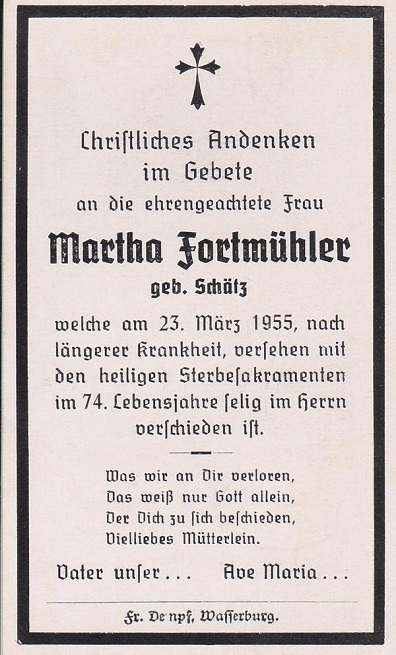 Chriſtliches Andenken
im Gebete
an die ehrengeachtete Frau
Martha Fortmühler
geb. Schätz
welche am 23. März 1955, nach
längerer Krankheit, verſehen mit
den heiligen Sterbeſakramenten
im 74. Lebensjahre ſelig im Herrn
verſchieden iſt.
Was wir an Dir verloren,
Das weiß nur Gott allein,
Der Dich zu ſich beſchieden,
Vielliebes Mütterlein.
Vater unſer... Ave Maria...
Fr. Dempf, Waſſerburg.